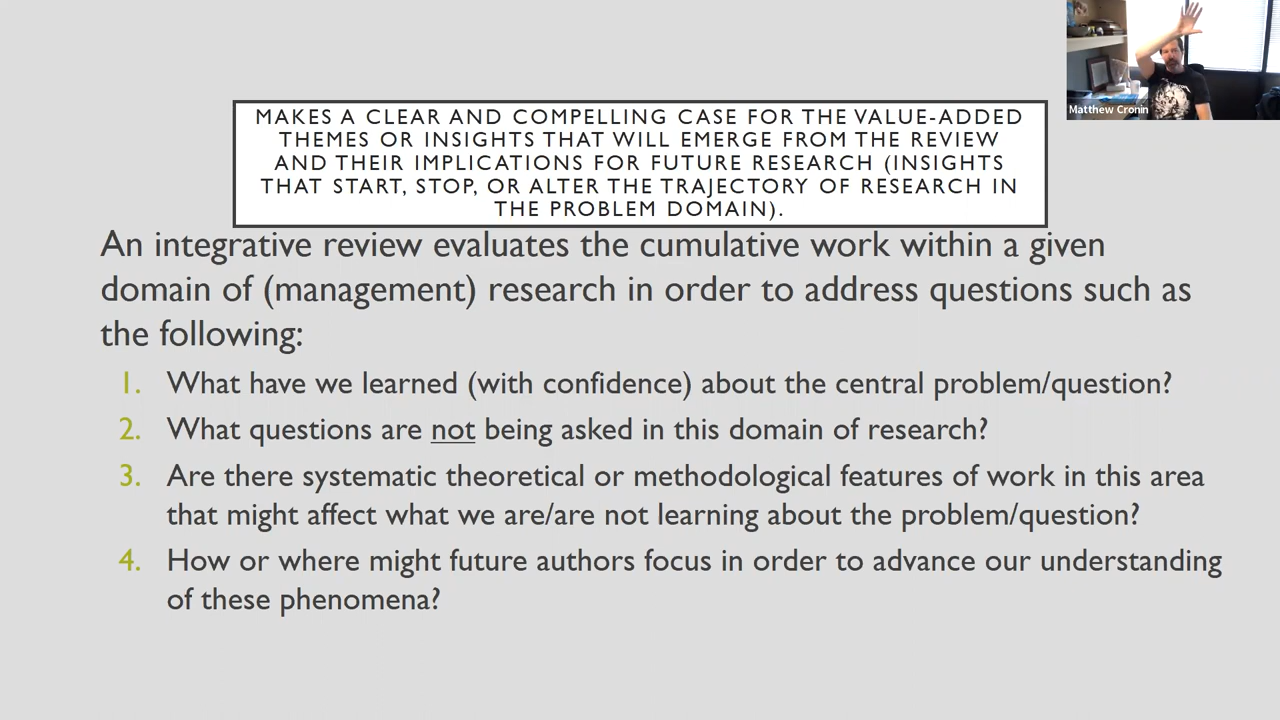 Matthew Cronin
MAKES A CLEAR AND COMPELLING CASE FOR THE VALUE-ADDED
THEMES OR INSIGHTS THAT WILL EMERGE FROM THE REVIEW
AND THEIR IMPLICATIONS FOR FUTURE RESEARCH (INSIGHTS
THAT START, STOP, OR ALTER THE TRAJECTORY OF RESEARCH IN
THE PROBLEM DOMAIN).
An integrative review evaluates the cumulative work within a given
domain of (management) research in order to address questions such as
the following:
1. What have we learned (with confidence) about the central problem/question?
2. What questions are not being asked in this domain of research?
3. Are there systematic theoretical or methodological features of work in this area
that might affect what we are/are not learning about the problem/question?
4. How or where might future authors focus in order to advance our understanding
of these phenomena?